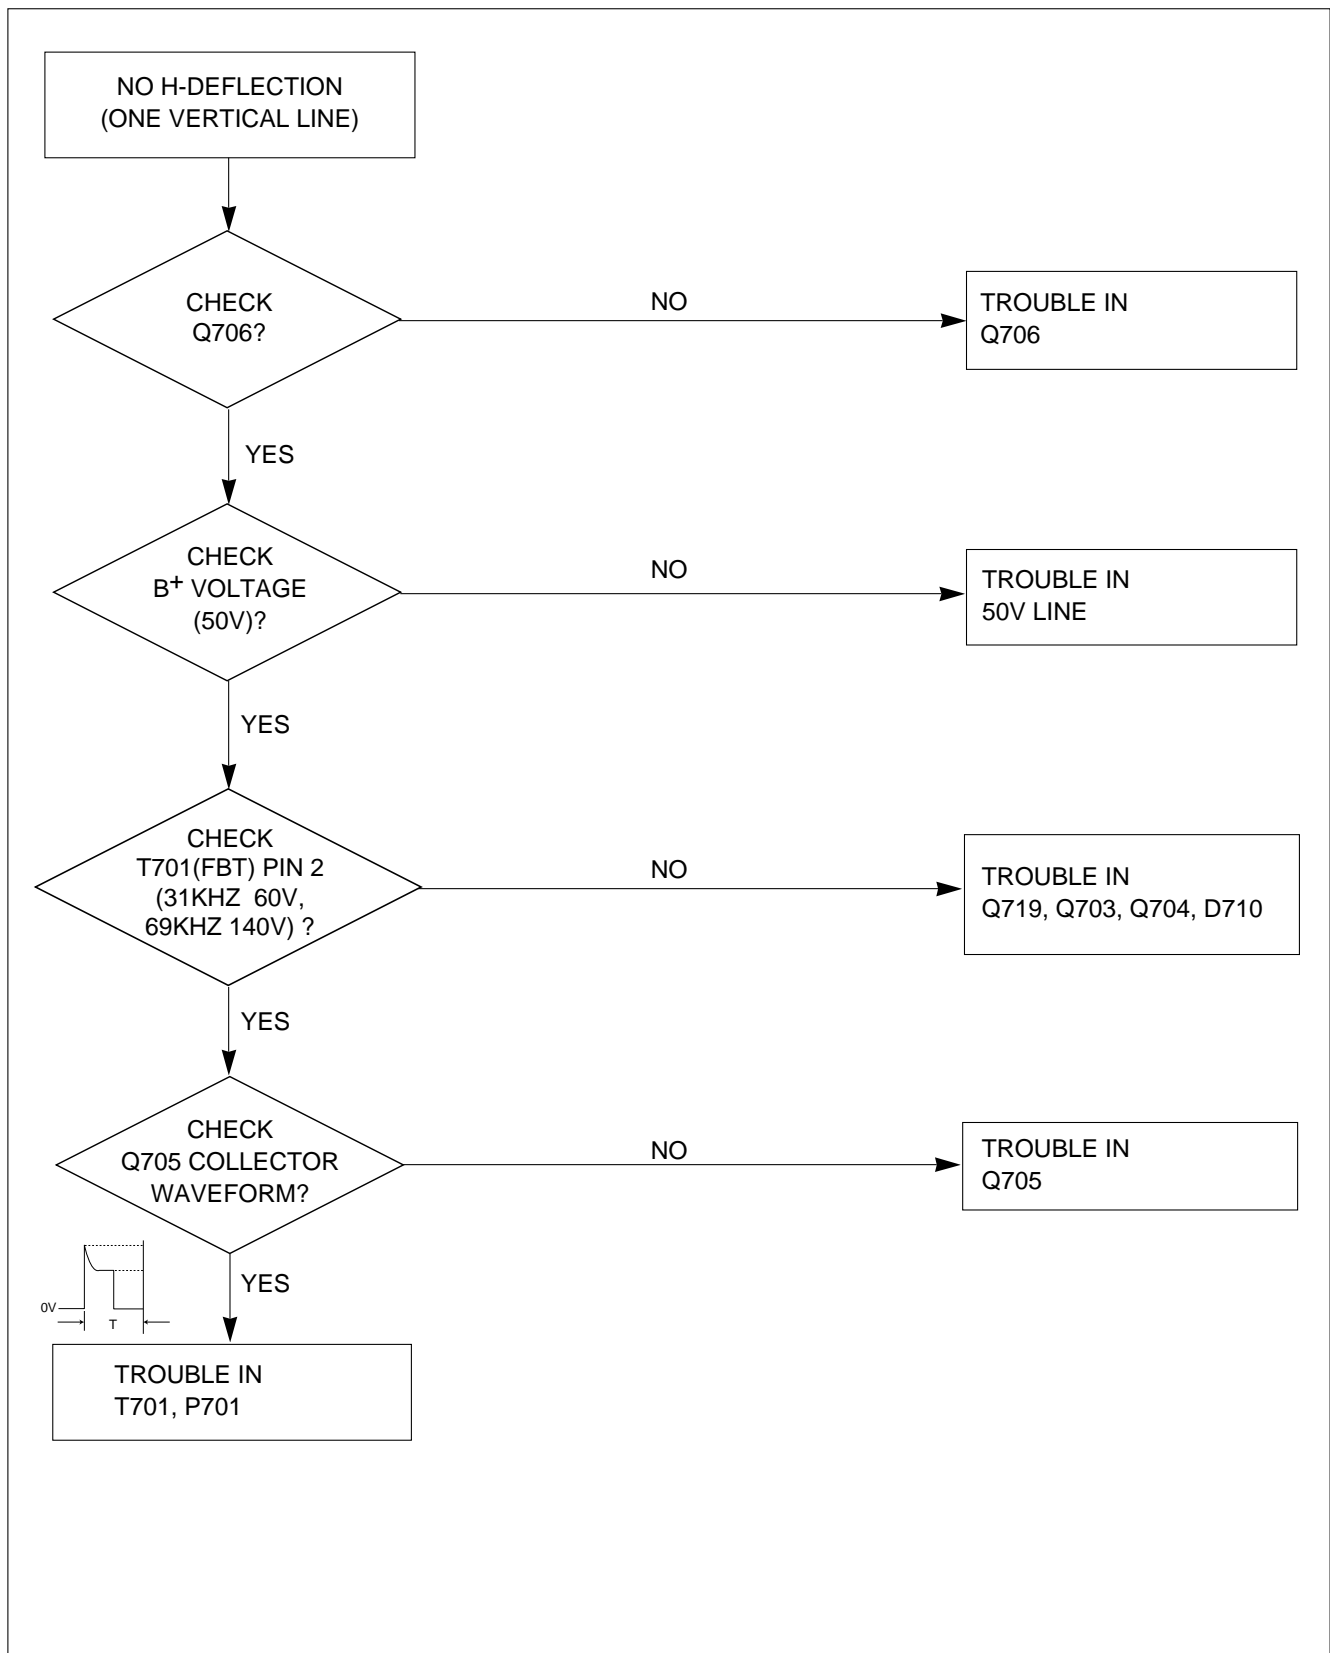 NO H-DEFLECTION
(ONE VERTICAL LINE)
CHECK
Q706?
NO
TROUBLE IN
Q706
YES
CHECK
B+ VOLTAGE
(50V)?
NO
TROUBLE IN
50V LINE
YES
CHECK
T701(FBT) PIN 2
(31KHZ 60V,
69KHZ 140V) ?
NO
TROUBLE IN
Q719, Q703, Q704, D710
YES
CHECK
Q705 COLLECTOR
WAVEFORM?
NO
TROUBLE IN
Q705
YES
0V
T
TROUBLE IN
T701, P701